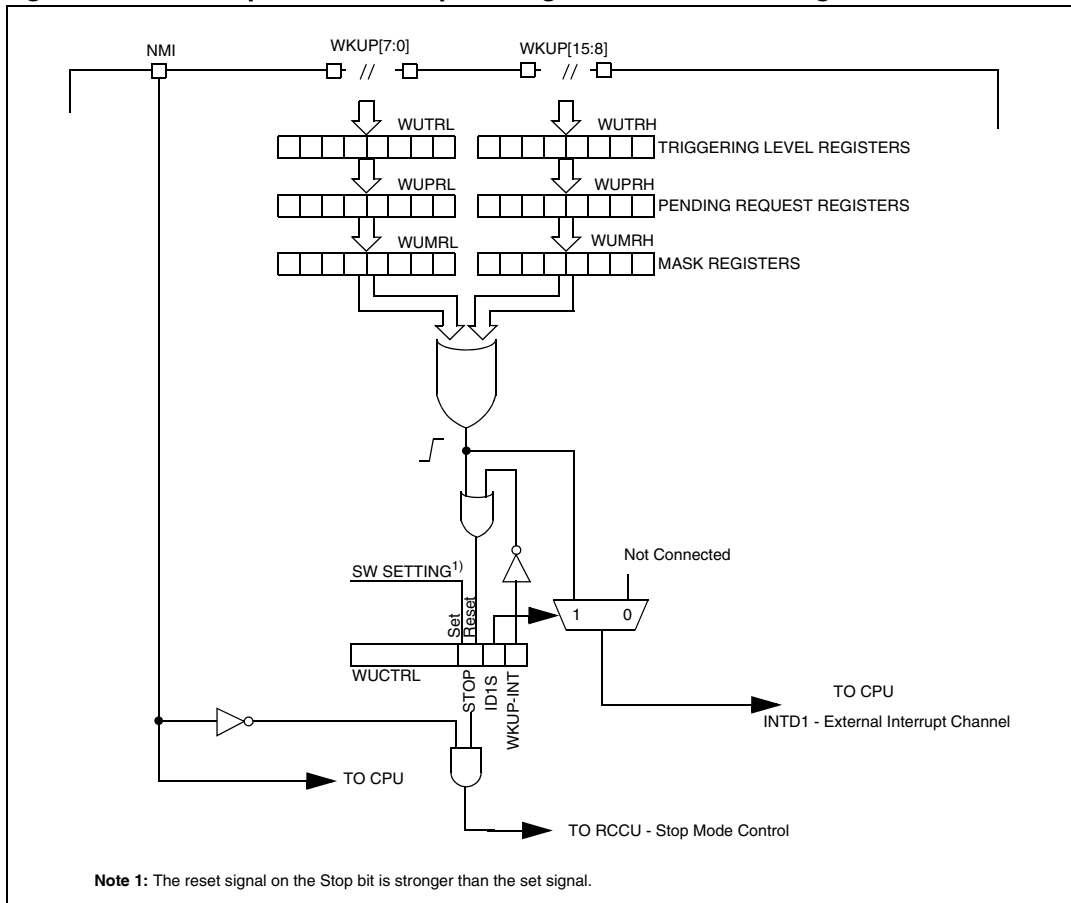 NMI
WKUP[7:0]
WKUP[15:8]
//
//
WUTRL
WUTRH
TRIGGERING LEVEL REGISTERS
WUPRL
WUPRH
PENDING REQUEST REGISTERS
WUMRL
WUMRH
MASK REGISTERS
Not Connected
SW SETTING1)
Set
Reset
1
0
WUCTRL
STOP
ID1S
WKUP-INT
TO CPU
INTD1 - External Interrupt Channel
TO CPU
TO RCCU - Stop Mode Control
Note 1: The reset signal on the Stop bit is stronger than the set signal.